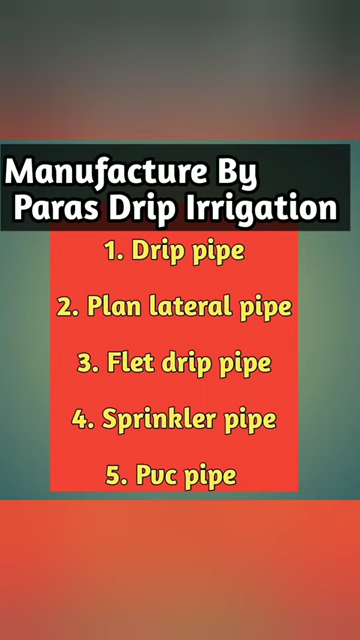 Manufacture By
Paras Drip Irrigation
1. Drip pipe
2. Plan lateral pipe
3. Flet drip pipe
4. Sprinkler pipe
5. Pvc pipe